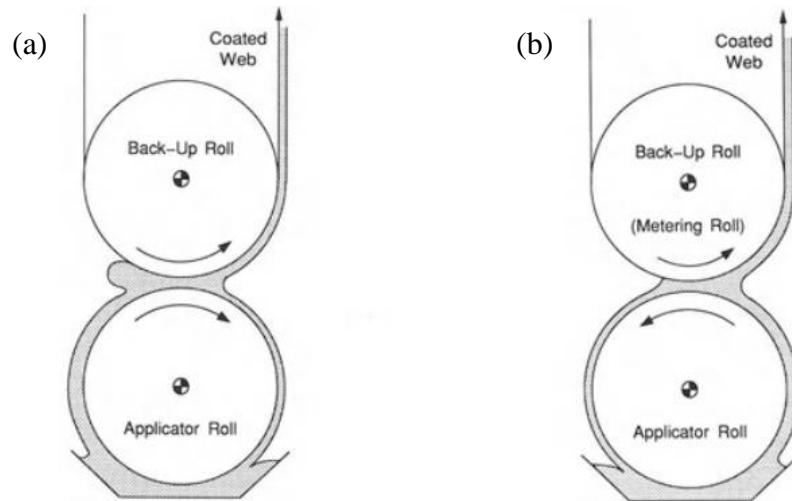 (a)
Coated
Web
Back-Up Roll
Applicator Roll
(b)
Coated
Web
Back-Up Roll
(Metering Roll)
Applicator Roll